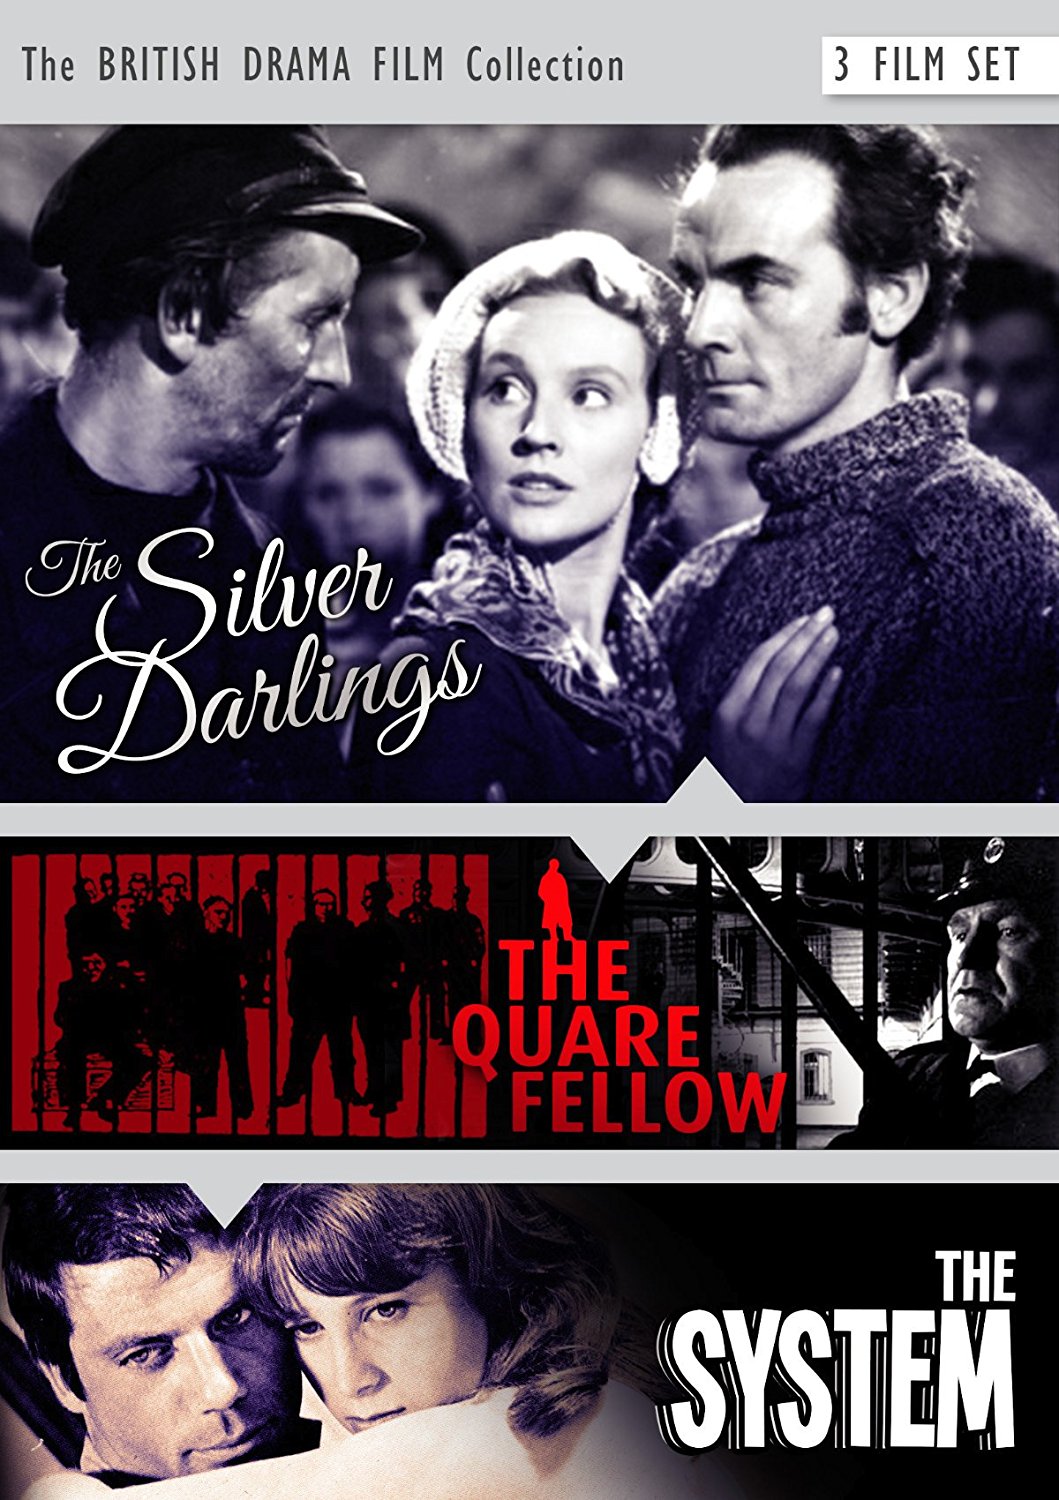 The BRITISH DRAMA FILM Collection
3 FILM SET
The Silver
Darlings
THE
QUARE
FELLOW
THE
SYSTEM